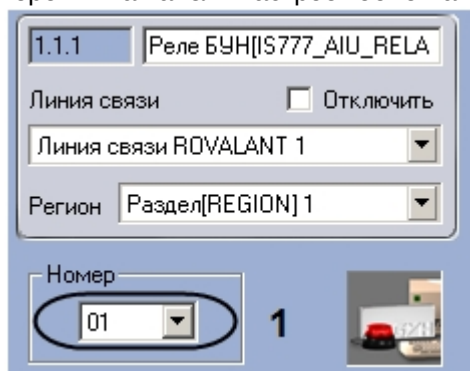 1.1.1 Реле БУН[IS777_AIU_RELA
Линия связи Отключить
Линия связи ROVALANT 1
Регион Раздел[REGION] 1
Номер
01 1